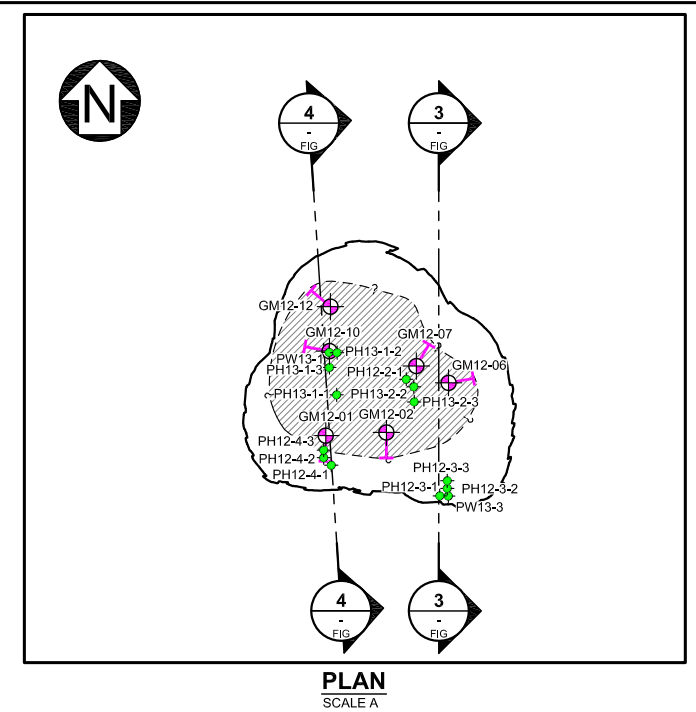 N
4
-
FIG
3
-
FIG
?
GM12-12
GM12-10
GM12-07
PW13-1
PH13-1-2
PH13-1-3
PH12-2-1
GM12-06
PH13-1-1
PH13-2-2
PH13-2-3
GM12-01
GM12-02
PH12-4-3
PH12-4-2
PH12-4-1
PH12-3-3
PH12-3-1
PH12-3-2
PW13-3
4
-
FIG
3
-
FIG
PLAN
SCALE A